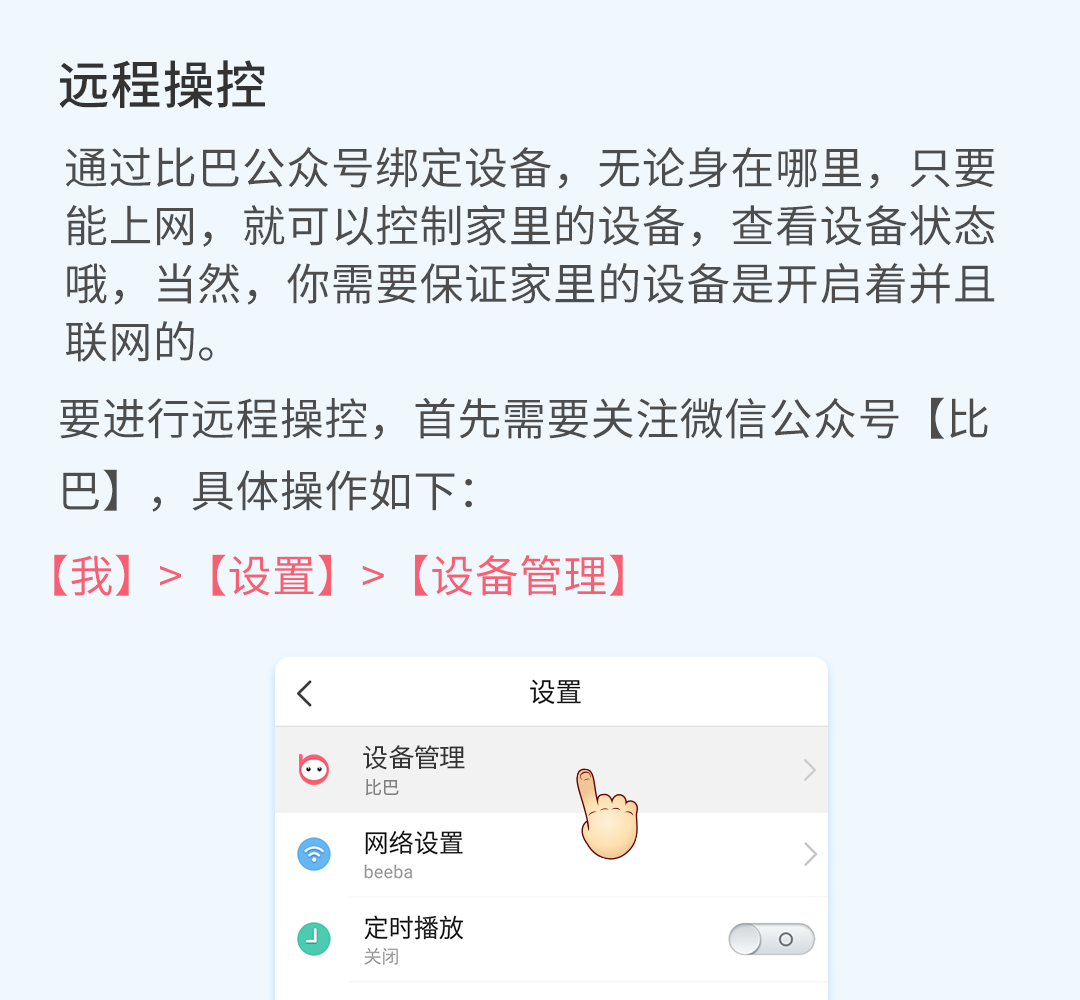 远程操控
通过比巴公众号绑定设备，无论身在哪里，只要
能上网，就可以控制家里的设备，查看设备状态
哦，当然，你需要保证家里的设备是开启着并且
联网的。
要进行远程操控，首先需要关注微信公众号【比
巴】，具体操作如下：
【我】>【设置】>【设备管理】
设置
设备管理
比巴
网络设置
beeba
定时播放
关闭